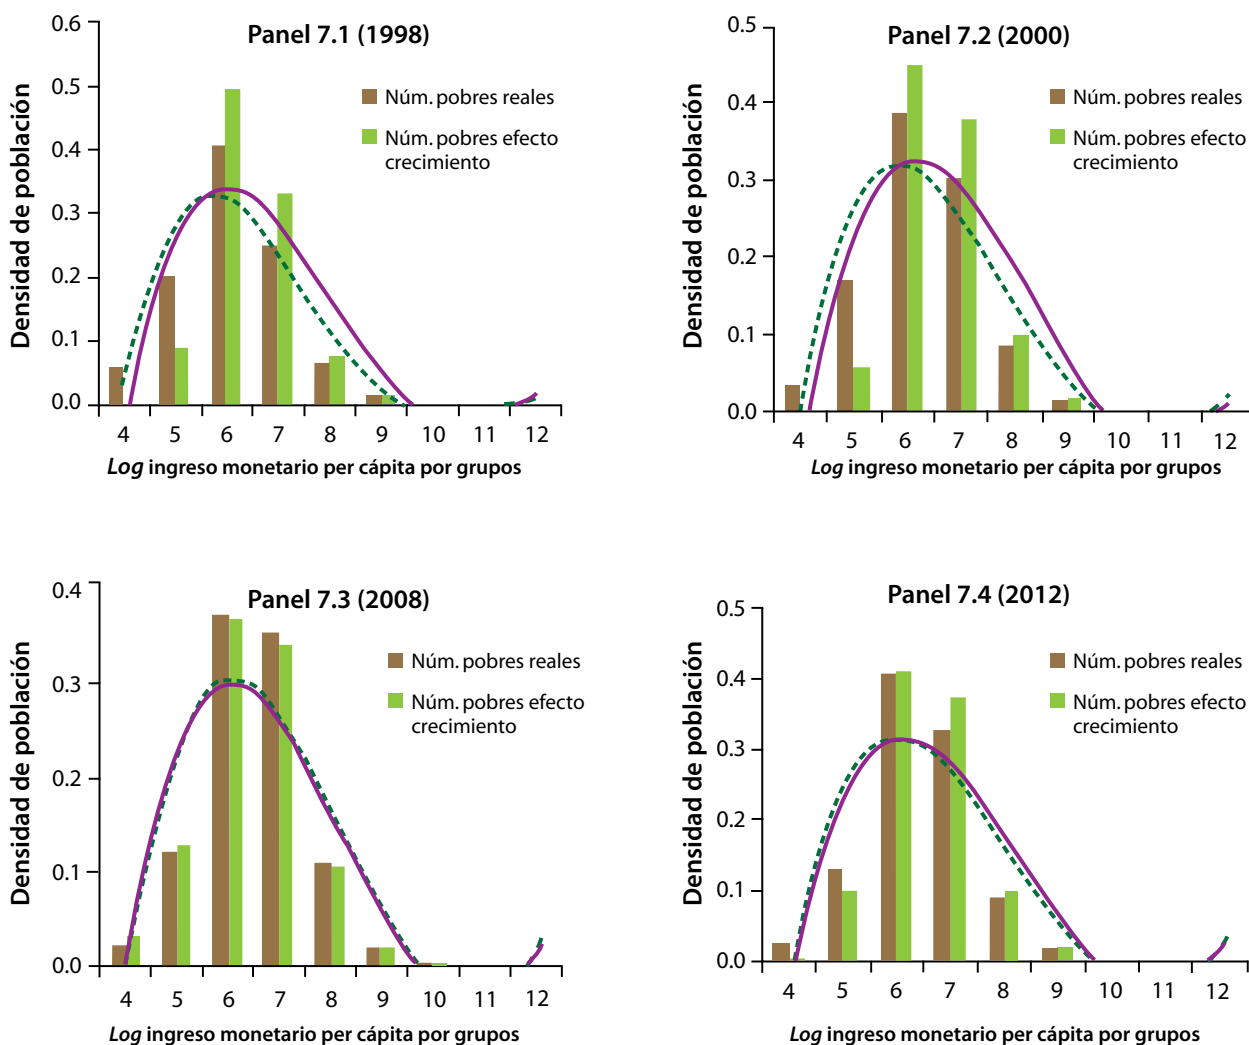 Panel 7.1 (1998)
Densidad de población
0.6
0.5
0.4
0.3
0.2
0.1
0.0
Núm. pobres reales
Núm. pobres efecto
crecimiento
4 5 6 7 8 9 10 11 12
Log ingreso monetario per cápita por grupos
Panel 7.2 (2000)
Densidad de población
0.5
0.4
0.3
0.2
0.1
0.0
Núm. pobres reales
Núm. pobres efecto
crecimiento
4 5 6 7 8 9 10 11 12
Log ingreso monetario per cápita por grupos
Panel 7.3 (2008)
Densidad de población
0.4
0.3
0.2
0.1
0.0
Núm. pobres reales
Núm. pobres efecto
crecimiento
4 5 6 7 8 9 10 11 12
Log ingreso monetario per cápita por grupos
Panel 7.4 (2012)
Densidad de población
0.5
0.4
0.3
0.2
0.1
0.0
Núm. pobres reales
Núm. pobres efecto
crecimiento
4 5 6 7 8 9 10 11 12
Log ingreso monetario per cápita por grupos